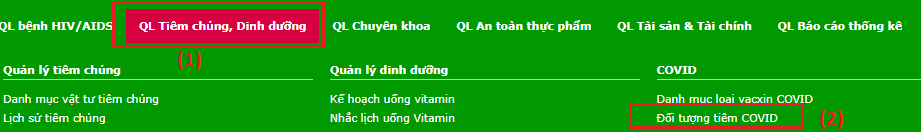 QL bệnh HIV/AIDS QL Tiêm chủng, Dinh dưỡng QL Chuyên khoa QL An toàn thực phẩm QL Tài sản & Tài chính QL Báo cáo thống kê
(1)
Quản lý tiêm chủng Quản lý dinh dưỡng COVID
Danh mục vật tư tiêm chủng Kế hoạch uống vitamin Danh mục loại vacxin COVID
Lịch sử tiêm chủng Nhắc lịch uống Vitamin Đối tượng tiêm COVID (2)